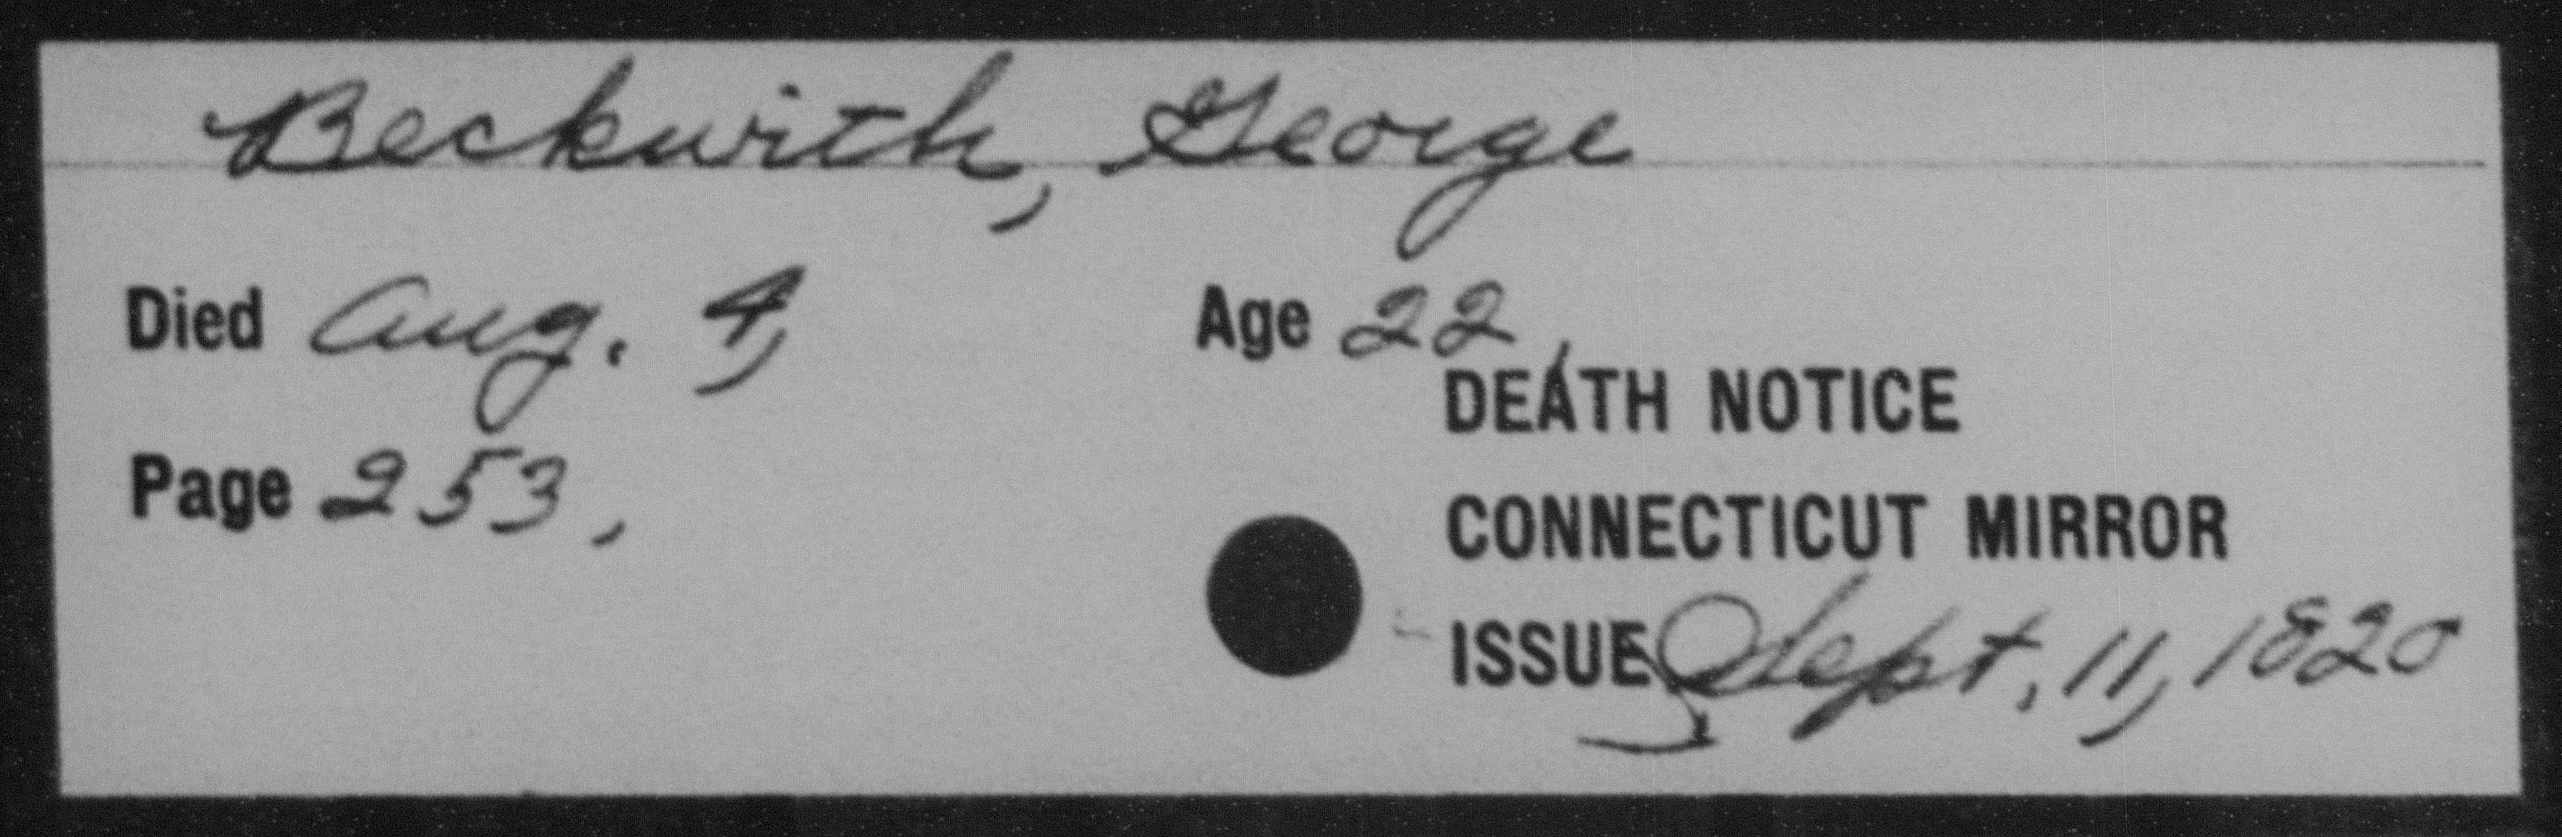 Beckwith, George
Died Aug. 4, Age 22,
DEATH NOTICE
Page 253,
CONNECTICUT MIRROR
ISSUE Sept. 11, 1820